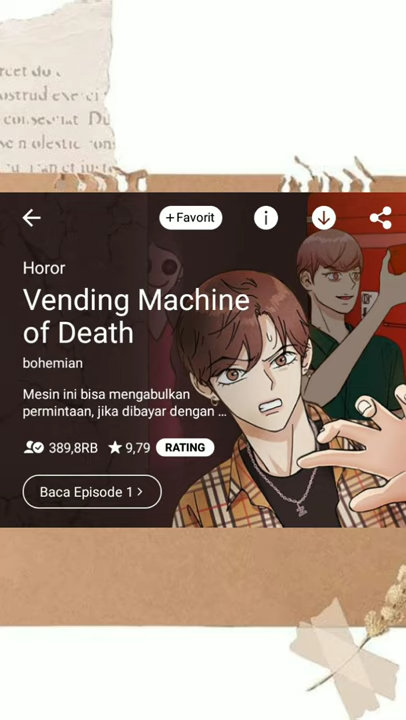 + Favorit
Horor
Vending Machine
of Death
bohemian
Mesin ini bisa mengabulkan
permintaan, jika dibayar dengan ...
389,8RB
9,79
RATING
Baca Episode 1 >